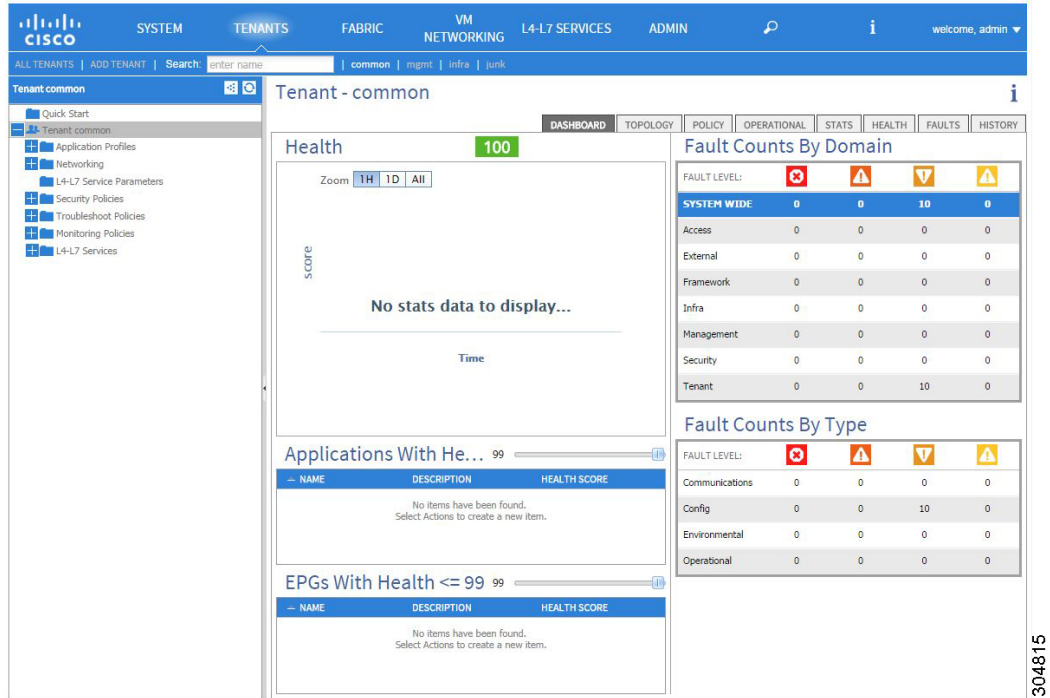 CISCO
SYSTEM TENANTS FABRIC VM NETWORKING L4-L7 SERVICES ADMIN i welcome, admin
ALL TENANTS | ADD TENANT | Search: enter name | common | mgmt | infra | junk
Tenant common
Quick Start
Tenant common
Application Profiles
Networking
L4-L7 Service Parameters
Security Policies
Troubleshoot Policies
Monitoring Policies
L4-L7 Services
Tenant - common i
DASHBOARD TOPOLOGY POLICY OPERATIONAL STATS HEALTH FAULTS HISTORY
Health 100
Zoom 1H 1D All
score
No stats data to display...
Time
Applications With He... 99
NAME DESCRIPTION HEALTH SCORE
No items have been found.
Select Actions to create a new item.
EPGs With Health <= 99 99
NAME DESCRIPTION HEALTH SCORE
No items have been found.
Select Actions to create a new item.
Fault Counts By Domain
FAULT LEVEL:
SYSTEM WIDE 0 0 10 0
Access 0 0 0 0
External 0 0 0 0
Framework 0 0 0 0
Infra 0 0 0 0
Management 0 0 0 0
Security 0 0 0 0
Tenant 0 0 10 0
Fault Counts By Type
FAULT LEVEL:
Communications 0 0 0 0
Config 0 0 10 0
Environmental 0 0 0 0
Operational 0 0 0 0
304815